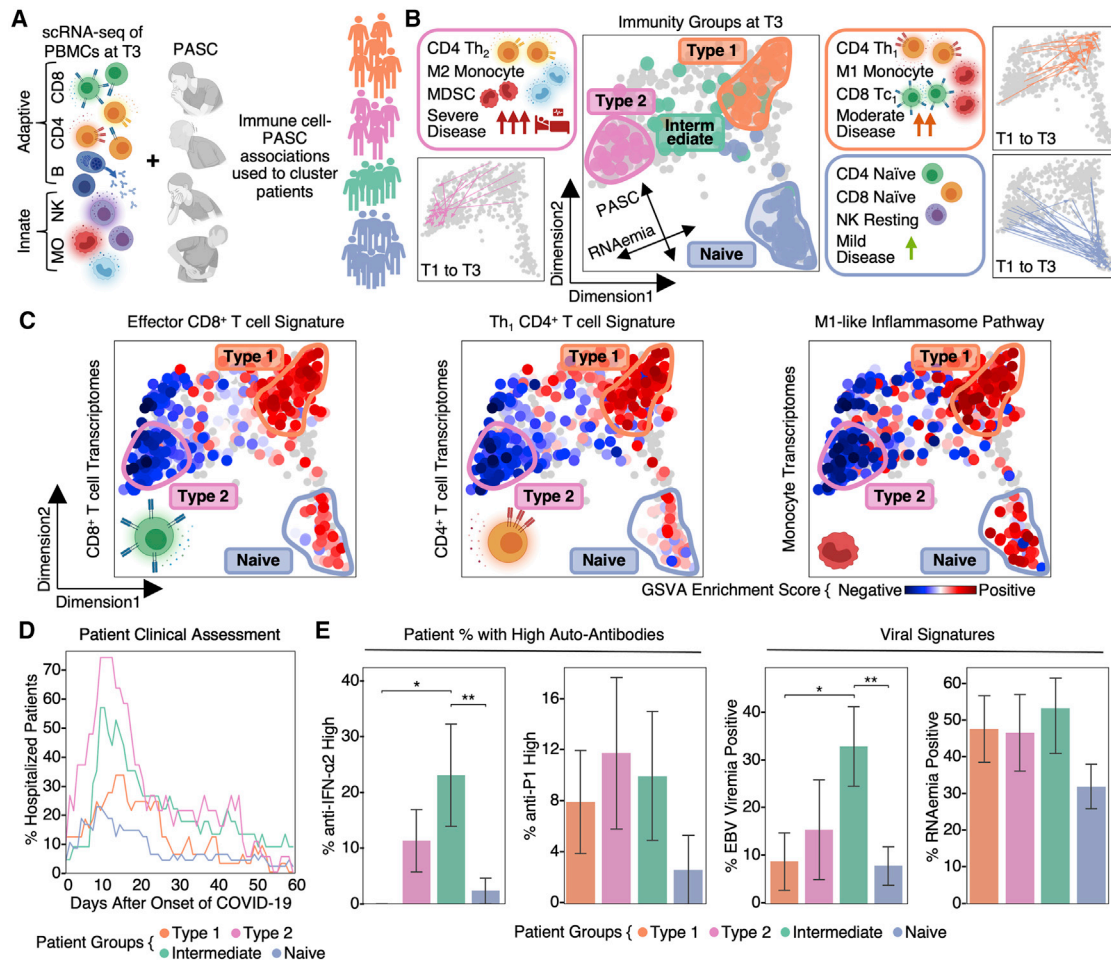 A
scRNA-seq of
PBMCs at T3
PASC
Adaptive
CD8
CD4
B
Innate
NK
MO
+
Immune cell-
PASC
associations
used to cluster
patients
B
Immunity Groups at T3
CD4 Th2
M2 Monocyte
MDSC
Severe
Disease
T1 to T3
Type 1
Type 2
Interm
ediate
Naive
PASC
RNAemia
Dimension2
Dimension1
CD4 Th1
M1 Monocyte
CD8 Tc1
Moderate
Disease
T1 to T3
CD4 Naïve
CD8 Naïve
NK Resting
Mild
Disease
T1 to T3
C
Effector CD8+ T cell Signature
Th1 CD4+ T cell Signature
M1-like Inflammasome Pathway
CD8+ T cell Transcriptomes
Type 1
Type 2
Naive
Dimension2
Dimension1
CD4+ T cell Transcriptomes
Type 1
Type 2
Naive
Monocyte Transcriptomes
Type 1
Type 2
Naive
GSVA Enrichment Score { Negative Positive
D
Patient Clinical Assessment
% Hospitalized Patients
70
60
50
40
30
20
10
0
0 10 20 30 40 50 60
Days After Onset of COVID-19
Patient Groups { Type 1 Type 2
Intermediate Naive
E
Patient % with High Auto-Antibodies
Viral Signatures
% anti-IFN-α2 High
40
30
20
10
0
* **
% anti-P1 High
16
12
8
4
0
% EBV Viremia Positive
40
30
20
10
0
* **
% RNAemia Positive
60
50
40
30
20
10
0
Patient Groups { Type 1 Type 2 Intermediate Naive